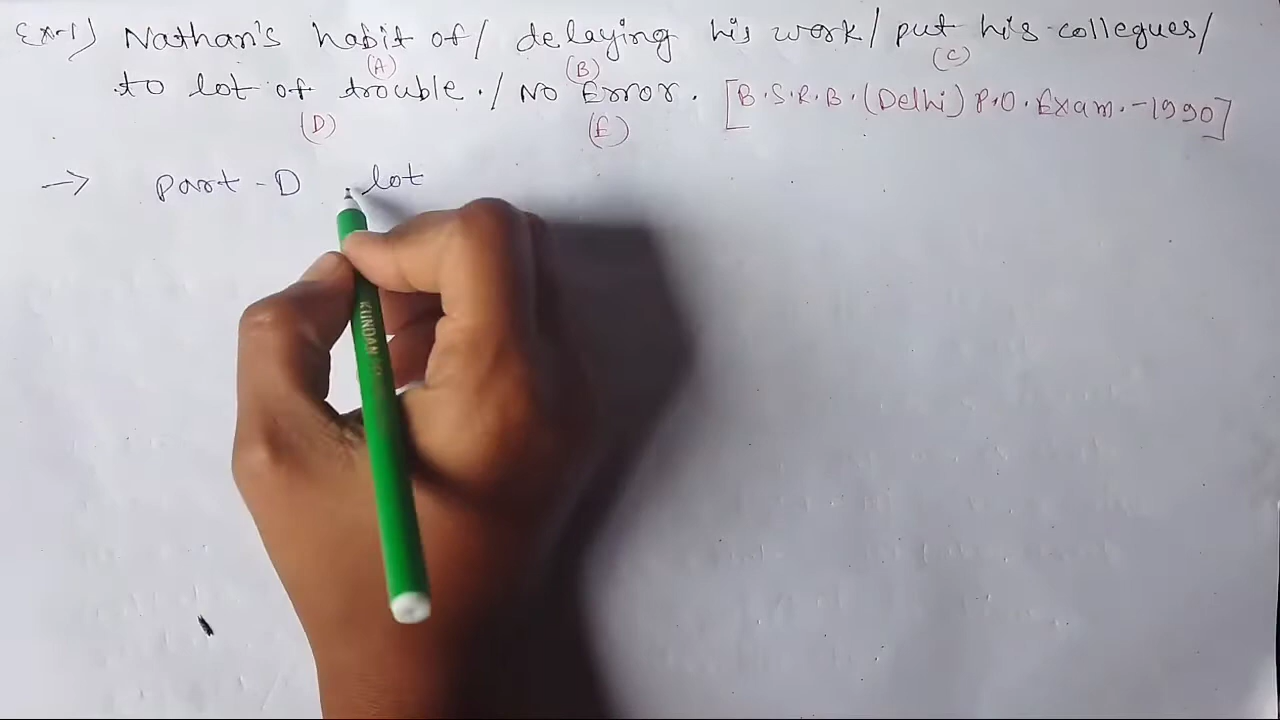 Ex-1) Nathan's habit of/ delaying his work/ put his collegues/
(A) (B) (C)
to lot of trouble./ No Error. [B.S.R.B. (Delhi) P.O. Exam.-1990]
(D) (E)
→ part-D lot
KUNDAN